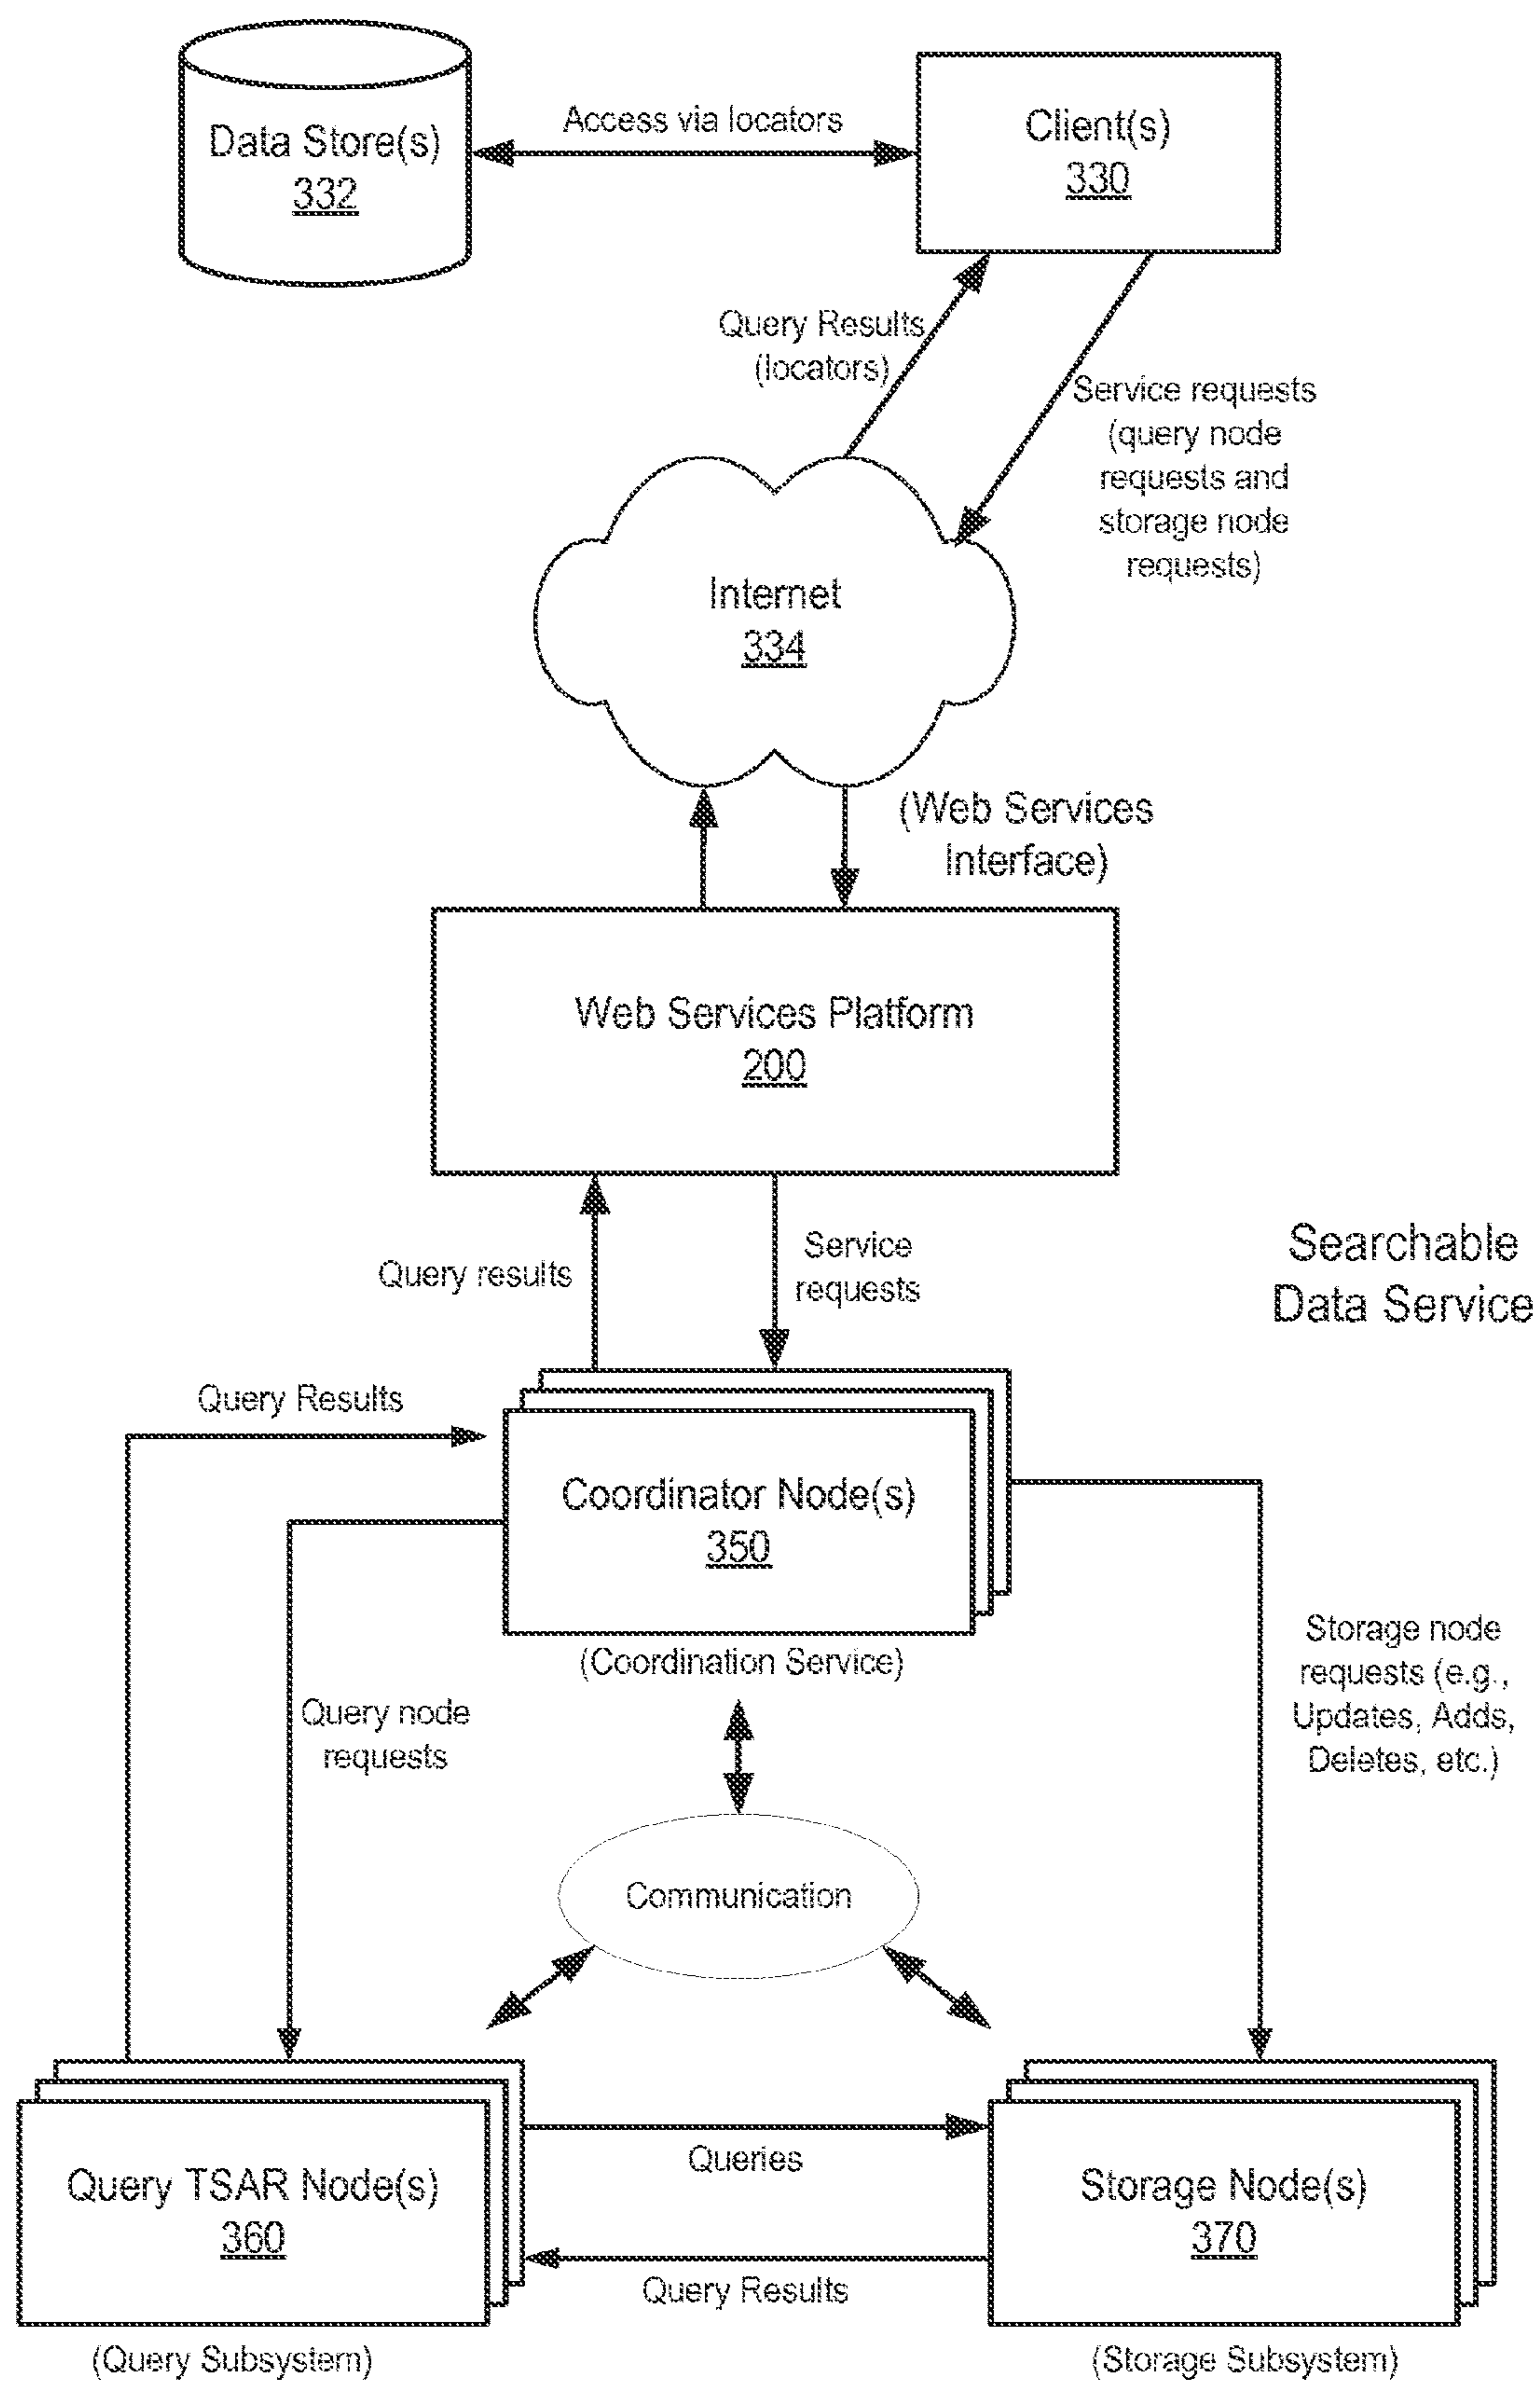 Data Store(s)
332
Access via locators
Client(s)
330
Query Results
(locators)
Service requests
(query node
requests and
storage node
requests)
Internet
334
(Web Services
Interface)
Web Services Platform
200
Query results
Service
requests
Searchable
Data Service
Query Results
Coordinator Node(s)
350
(Coordination Service)
Query node
requests
Storage node
requests (e.g.,
Updates, Adds,
Deletes, etc.)
Communication
Query TSAR Node(s)
360
Queries
Query Results
Storage Node(s)
370
(Query Subsystem)
(Storage Subsystem)